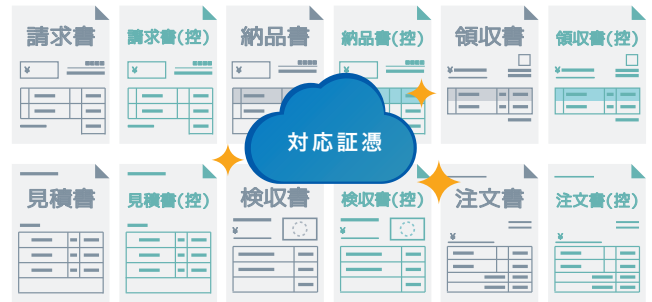 請求書
請求書(控)
納品書
納品書(控)
領収書
領収書(控)
¥
¥
¥
¥
¥
¥
対応証憑
見積書
見積書(控)
検収書
検収書(控)
注文書
注文書(控)
¥
¥
¥
¥